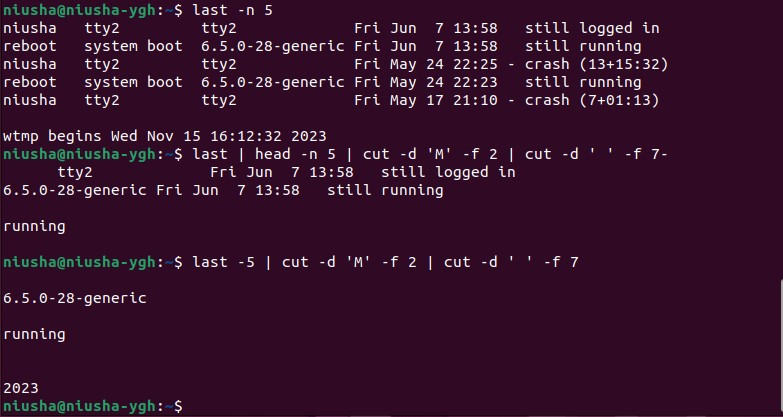 niusha@niusha-ygh:~$ last -n 5
niusha   tty2         tty2             Fri Jun  7 13:58   still logged in
reboot   system boot  6.5.0-28-generic Fri Jun  7 13:58   still running
niusha   tty2         tty2             Fri May 24 22:25 - crash (13+15:32)
reboot   system boot  6.5.0-28-generic Fri May 24 22:23   still running
niusha   tty2         tty2             Fri May 17 21:10 - crash (7+01:13)

wtmp begins Wed Nov 15 16:12:32 2023
niusha@niusha-ygh:~$ last | head -n 5 | cut -d 'M' -f 2 | cut -d ' ' -f 7-
      tty2             Fri Jun  7 13:58   still logged in
6.5.0-28-generic Fri Jun  7 13:58   still running

running

niusha@niusha-ygh:~$ last -5 | cut -d 'M' -f 2 | cut -d ' ' -f 7

6.5.0-28-generic

running


2023
niusha@niusha-ygh:~$